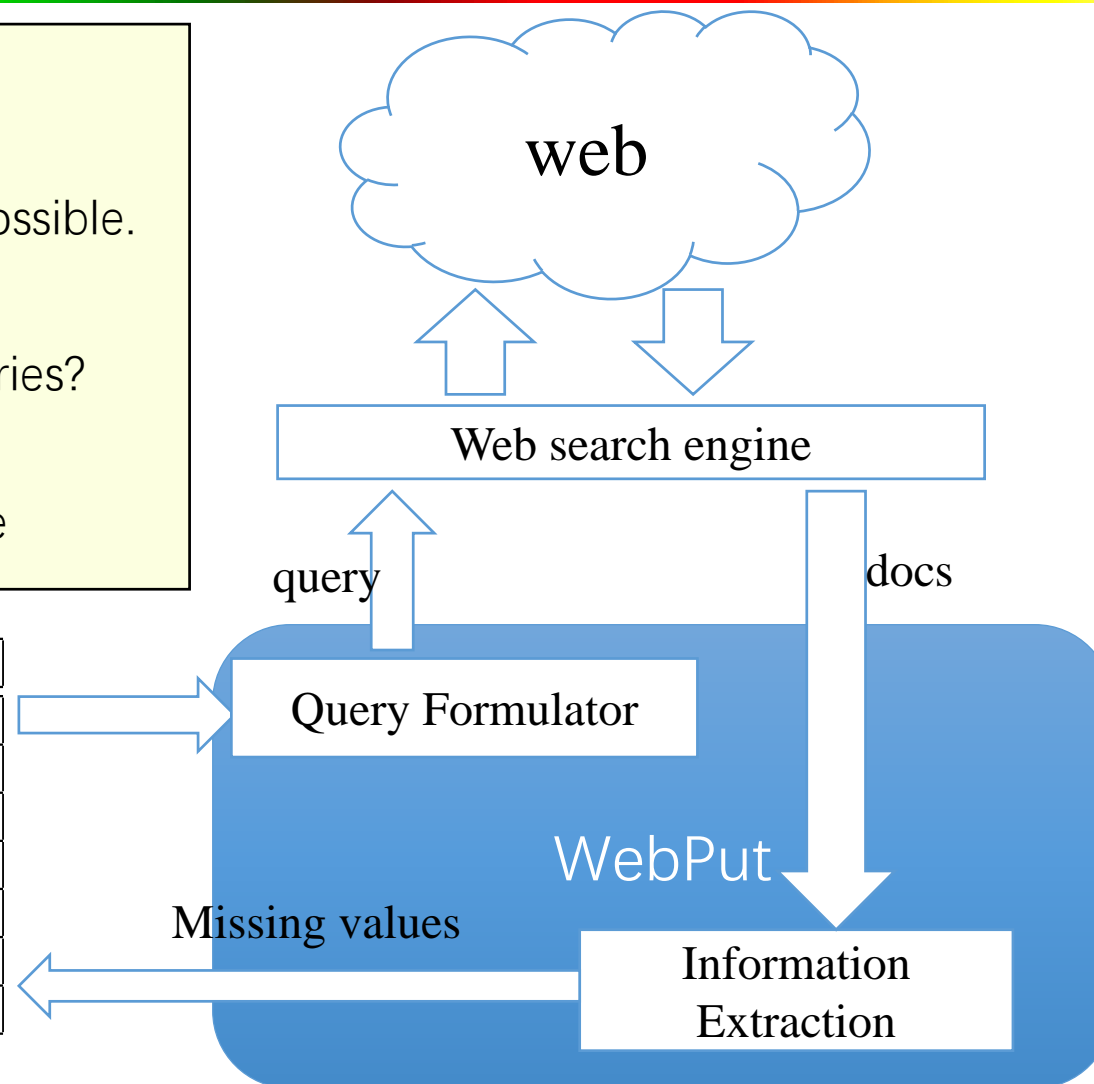 ossible.
ries?
e
web
Web search engine
query
docs
Query Formulator
WebPut
Missing values
Information
Extraction